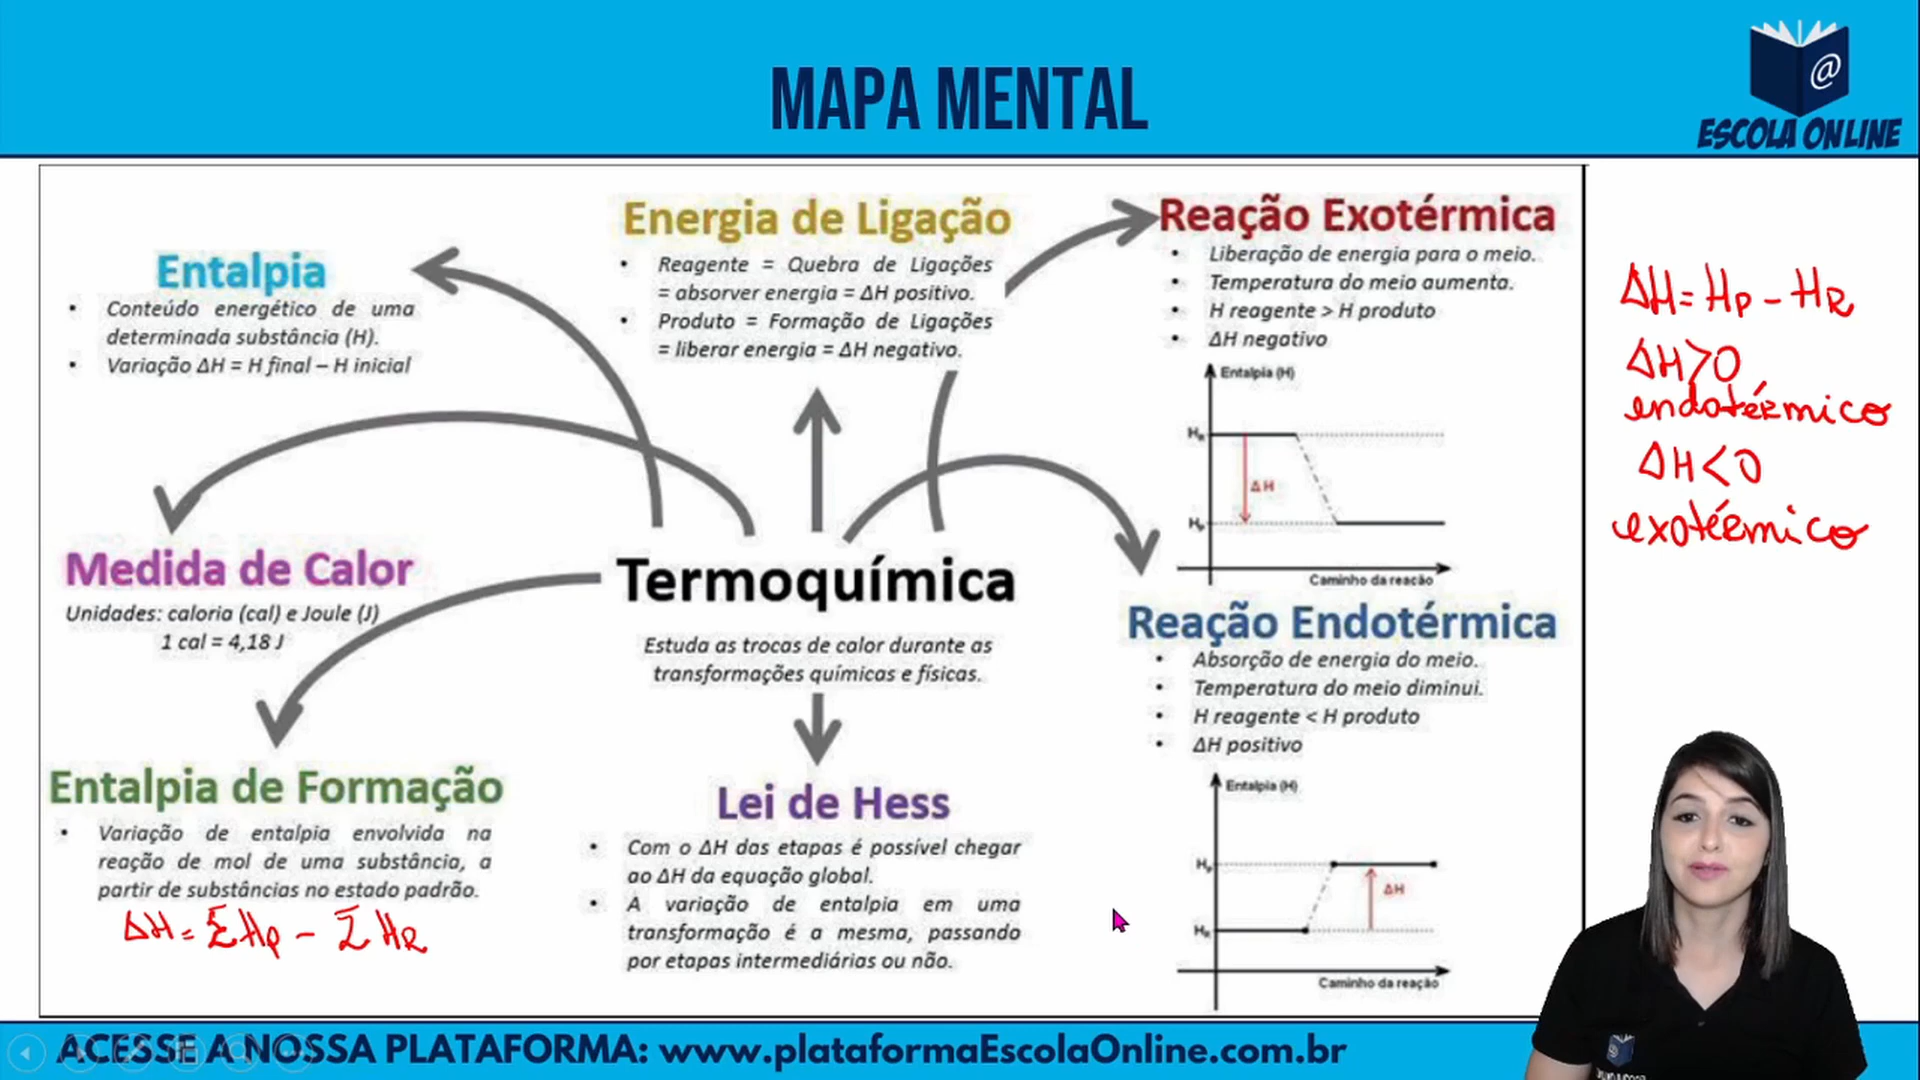 MAPA MENTAL
@
ESCOLA ONLINE
Entalpia
• Conteúdo energético de uma
determinada substância (H).
• Variação ΔH = H final – H inicial
Energia de Ligação
• Reagente = Quebra de Ligações
= absorver energia = ΔH positivo.
• Produto = Formação de Ligações
= liberar energia = ΔH negativo.
Reação Exotérmica
• Liberação de energia para o meio.
• Temperatura do meio aumenta.
• H reagente > H produto
• ΔH negativo
Entalpia (H)
HR
ΔH
HP
Caminho da reação
Medida de Calor
Unidades: caloria (cal) e Joule (J)
1 cal = 4,18 J
Termoquímica
Estuda as trocas de calor durante as
transformações químicas e físicas.
Reação Endotérmica
• Absorção de energia do meio.
• Temperatura do meio diminui.
• H reagente < H produto
• ΔH positivo
Entalpia (H)
HP
ΔH
HR
Caminho da reação
Entalpia de Formação
• Variação de entalpia envolvida na
reação de mol de uma substância, a
partir de substâncias no estado padrão.
ΔH = ΣHP - ΣHR
Lei de Hess
• Com o ΔH das etapas é possível chegar
ao ΔH da equação global.
• A variação de entalpia em uma
transformação é a mesma, passando
por etapas intermediárias ou não.
ΔH = HP - HR
ΔH>0
endotérmico
ΔH<0
exotérmico
ACESSE A NOSSA PLATAFORMA: www.plataformaEscolaOnline.com.br